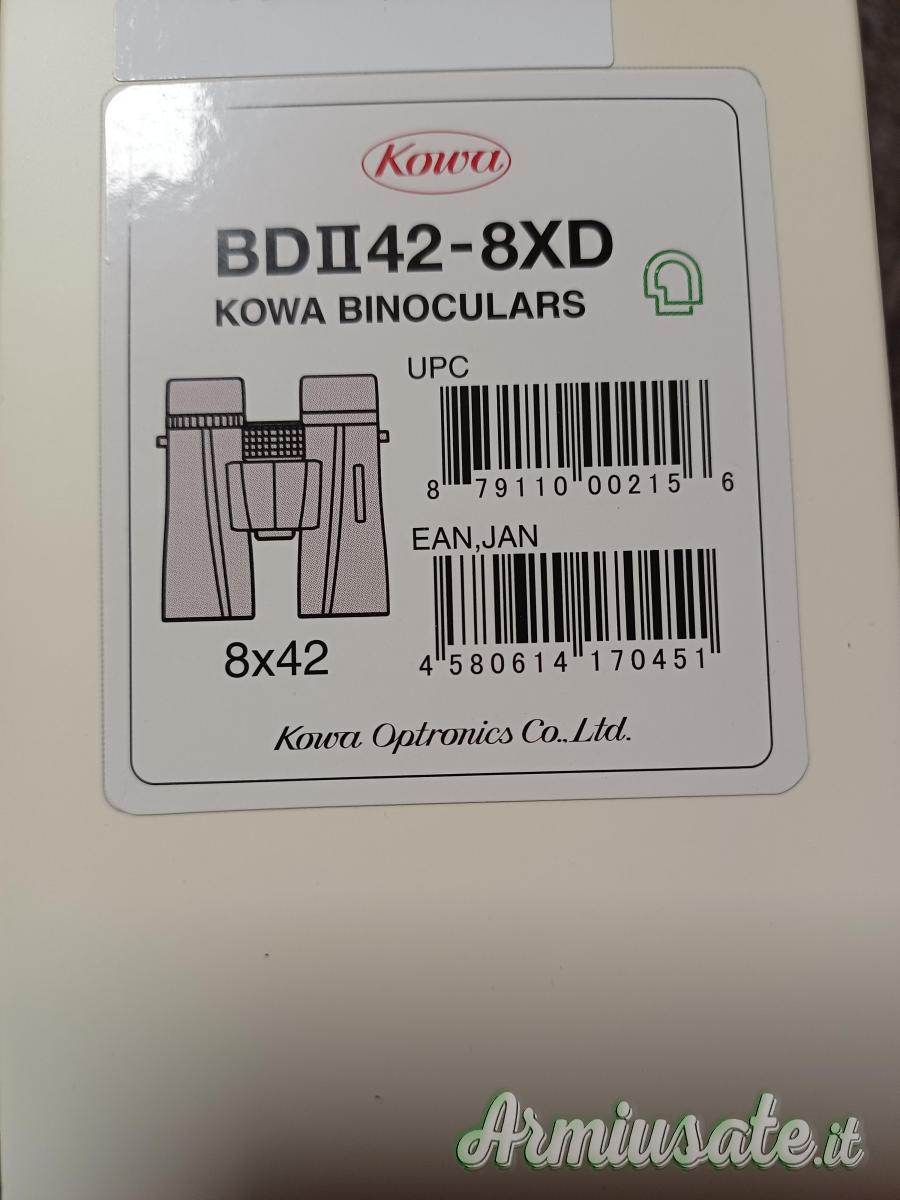 Kowa
BDⅡ42-8XD
KOWA BINOCULARS
UPC
8 79110 00215 6
EAN,JAN
4 580614 170451
8x42
Kowa Optronics Co.,Ltd.
Armiusate.it